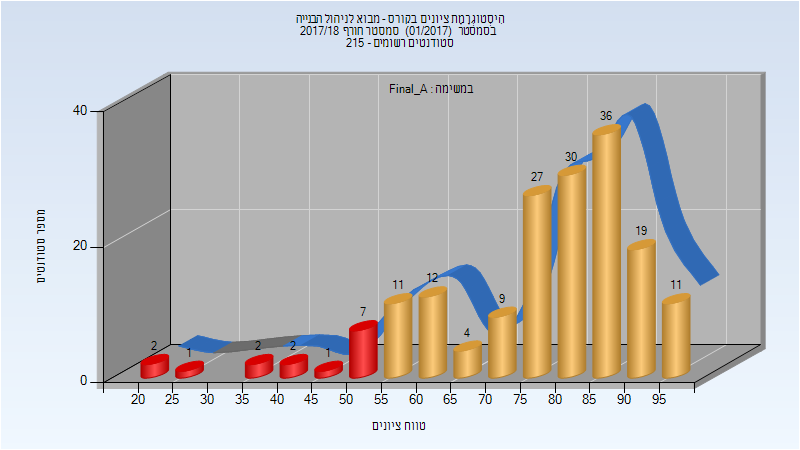 היסטוגרמת ציונים בקורס - מבוא לניהול הבנייה
בסמסטר (01/2017) סמסטר חורף 2017/18
סטודנטים רשומים - 215
במשימה : Final_A
מספר סטודנטים
40
20
0
2
1
2
2
1
7
11
12
4
9
27
30
36
19
11
20 25 30 35 40 45 50 55 60 65 70 75 80 85 90 95
טווח ציונים